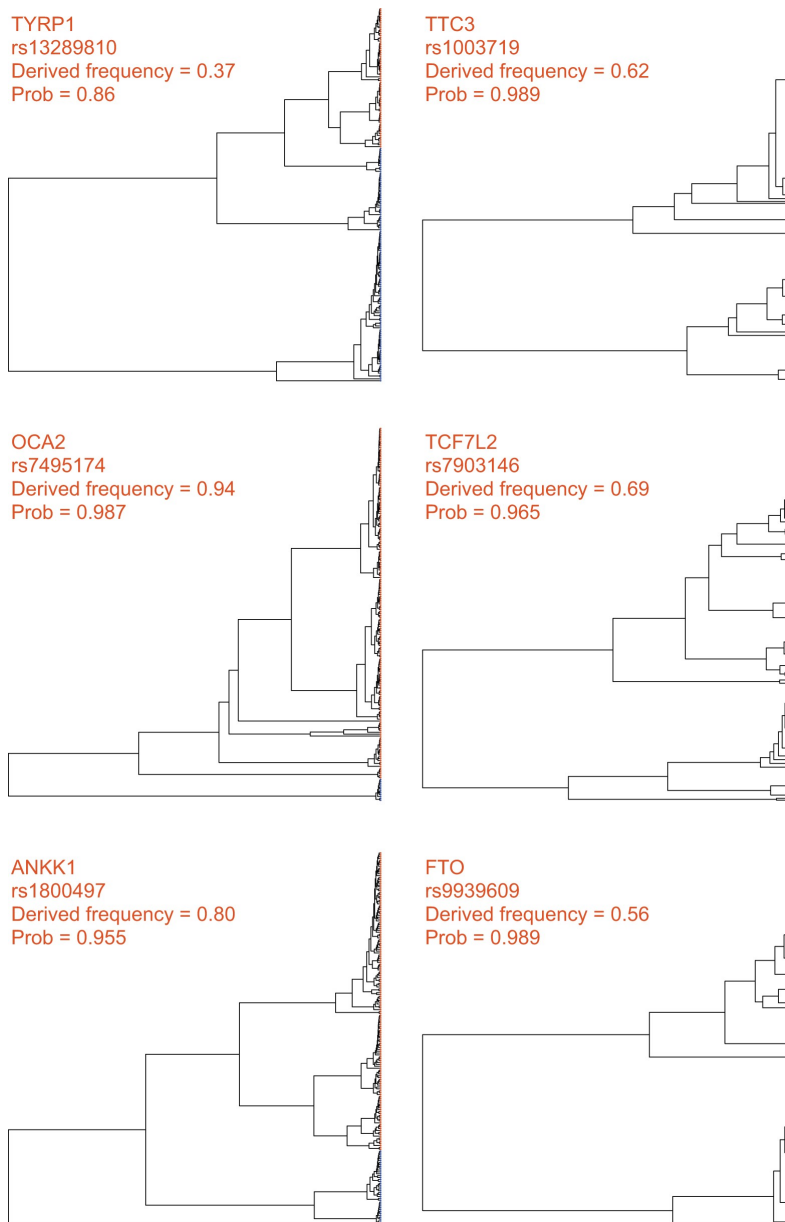 TYRP1
rs13289810
Derived frequency = 0.37
Prob = 0.86
TTC3
rs1003719
Derived frequency = 0.62
Prob = 0.989
OCA2
rs7495174
Derived frequency = 0.94
Prob = 0.987
TCF7L2
rs7903146
Derived frequency = 0.69
Prob = 0.965
ANKK1
rs1800497
Derived frequency = 0.80
Prob = 0.955
FTO
rs9939609
Derived frequency = 0.56
Prob = 0.989